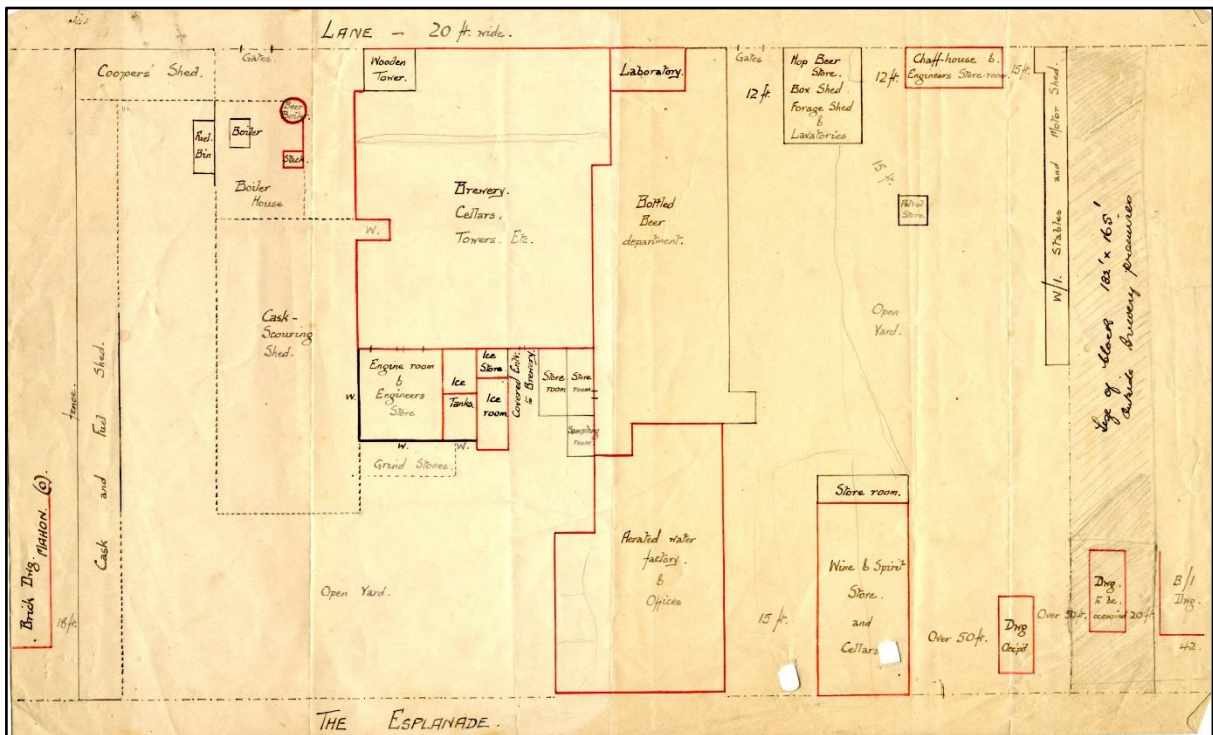 LANE - 20 ft. wide.
Coopers' Shed.
Gates
Wooden
Tower.
Laboratory.
Gates
Hop Beer
Store.
Box Shed
Forage Shed
&
Lavatories
12 ft.
12 ft.
Chaff-house &
Engineers Store-room
15 ft.
Beer
Boiler
Fuel
Bin
Boiler
Stack.
Boiler
House
W.
Brewery.
Cellars.
Towers. Etc.
Bottled
Beer
department.
15 ft.
Petrol
Store
W/I. Stables and Motor Shed.
Size of block 182' x 165'
Outside Brewery premises
Open
Yard.
Cask -
Scouring
Shed.
fence.
Cask and Fuel Shed.
Engine room
&
Engineers
Store
W.
W.
W.
Ice
Tanks.
Ice
Store
Ice
room
Covered Entr.
to Brewery.
Store
room
Store
room.
Sampling
room.
Grind Stones.
Store room.
Brick Dwg. MAHON. (O).
18 ft.
Open Yard.
Aerated water
factory.
&
Offices
15 ft.
Wine & Spirit
Store.
and
Cellars
Over 50 ft.
Dwg
Occp'd
Over 50 ft.
Dwg.
occupied
20 ft.
B/I
Dwg.
42.
THE ESPLANADE.